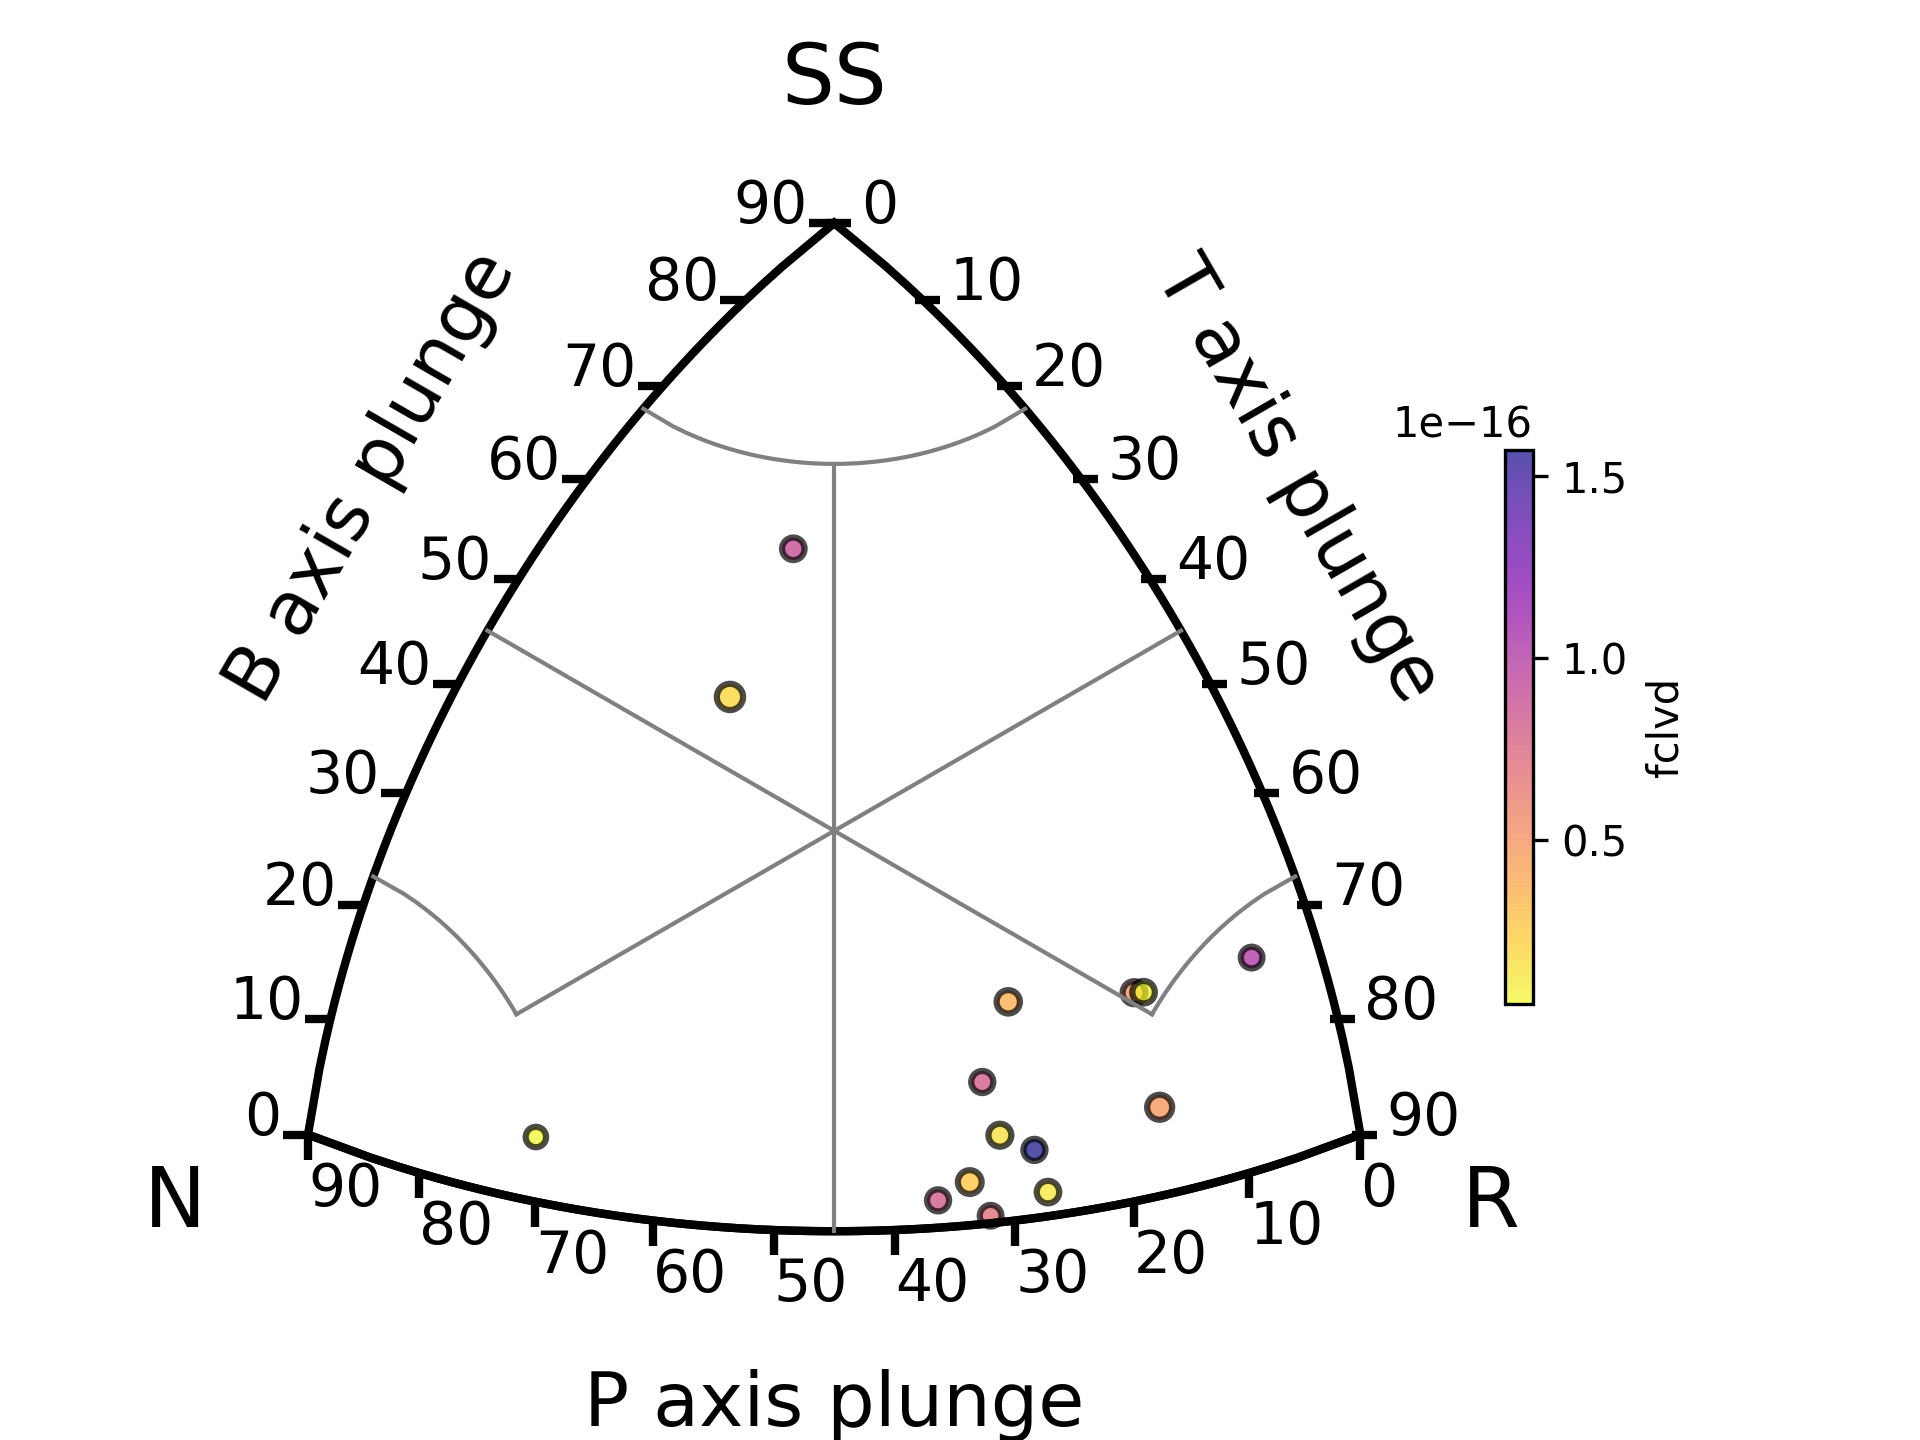 SS
90 0
80 10
70 20
60 30
50 40
40 50
30 60
20 70
10 80
0 90
B axis plunge
T axis plunge
N
R
90 80 70 60 50 40 30 20 10 0
P axis plunge
1e−16
1.5
1.0
0.5
fclvd